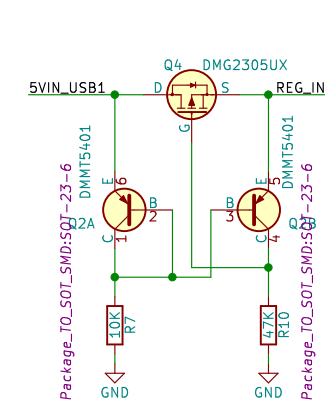 Q4 DMG2305UX
5VIN_USB1 D S REG_IN
G
DMMT5401 DMMT5401
E 6 E 5
B 2 B 3
Q2A Q2B
C 1 C 4
Package_TO_SOT_SMD:SOT-23-6 Package_TO_SOT_SMD:SOT-23-6
10K R7 47K R10
GND GND